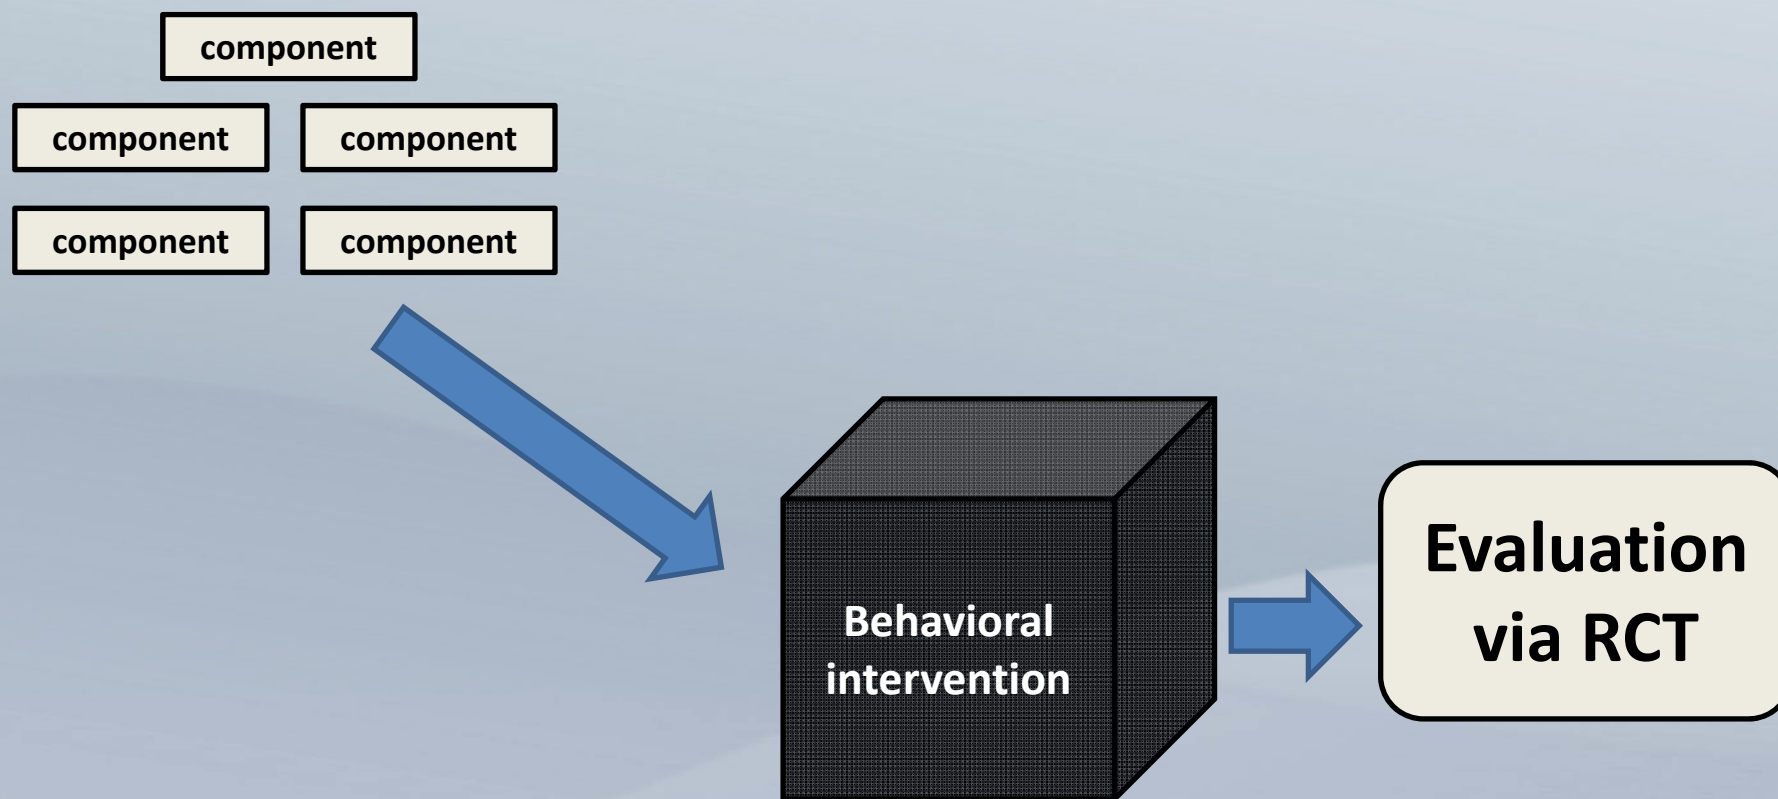 component
component
component
component
component
Behavioral
intervention
Evaluation
via RCT